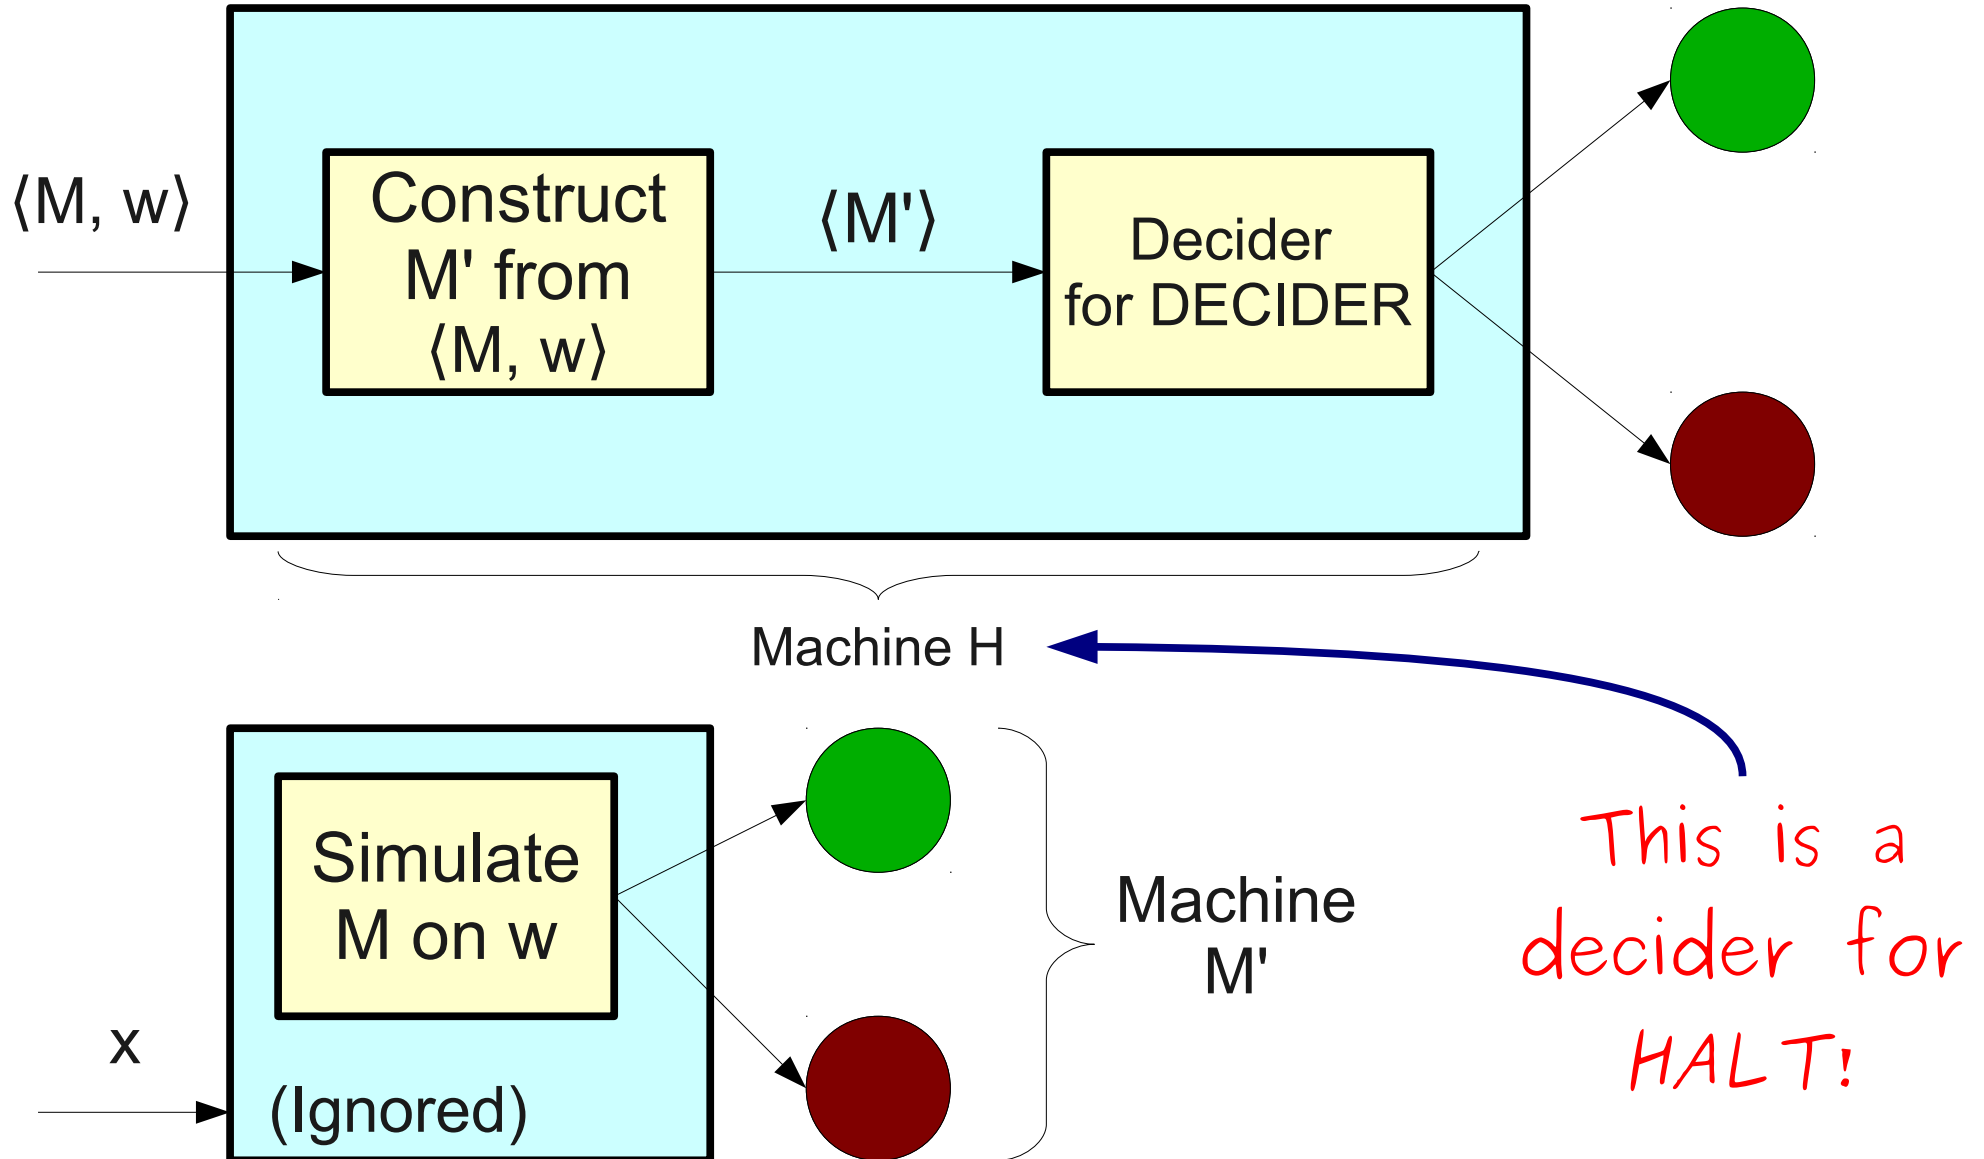 ⟨M, w⟩
Construct
M' from
⟨M, w⟩
⟨M'⟩
Decider
for DECIDER
Machine H
Simulate
M on w
x
(Ignored)
Machine
M'
This is a
decider for
HALT!